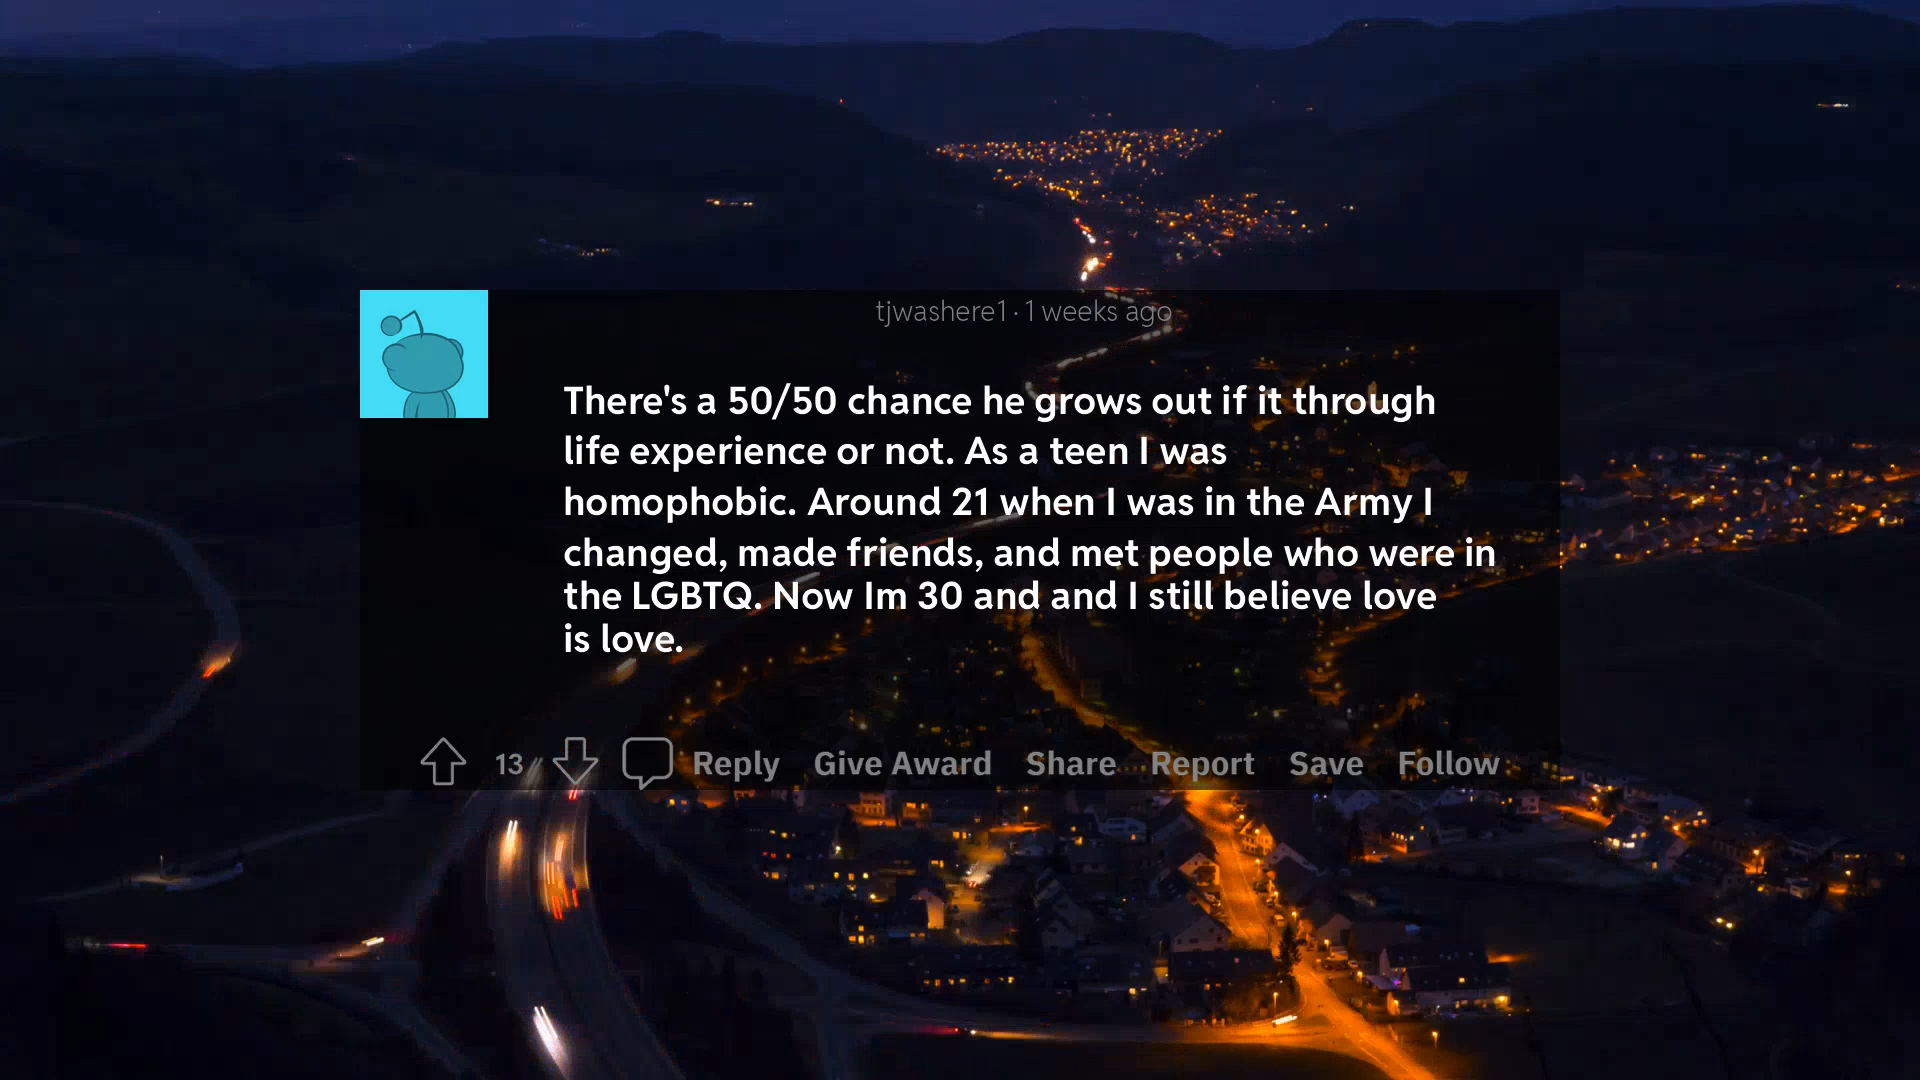 tjwashere1 · 1 weeks ago
There's a 50/50 chance he grows out if it through
life experience or not. As a teen I was
homophobic. Around 21 when I was in the Army I
changed, made friends, and met people who were in
the LGBTQ. Now Im 30 and and I still believe love
is love.
13 Reply Give Award Share Report Save Follow